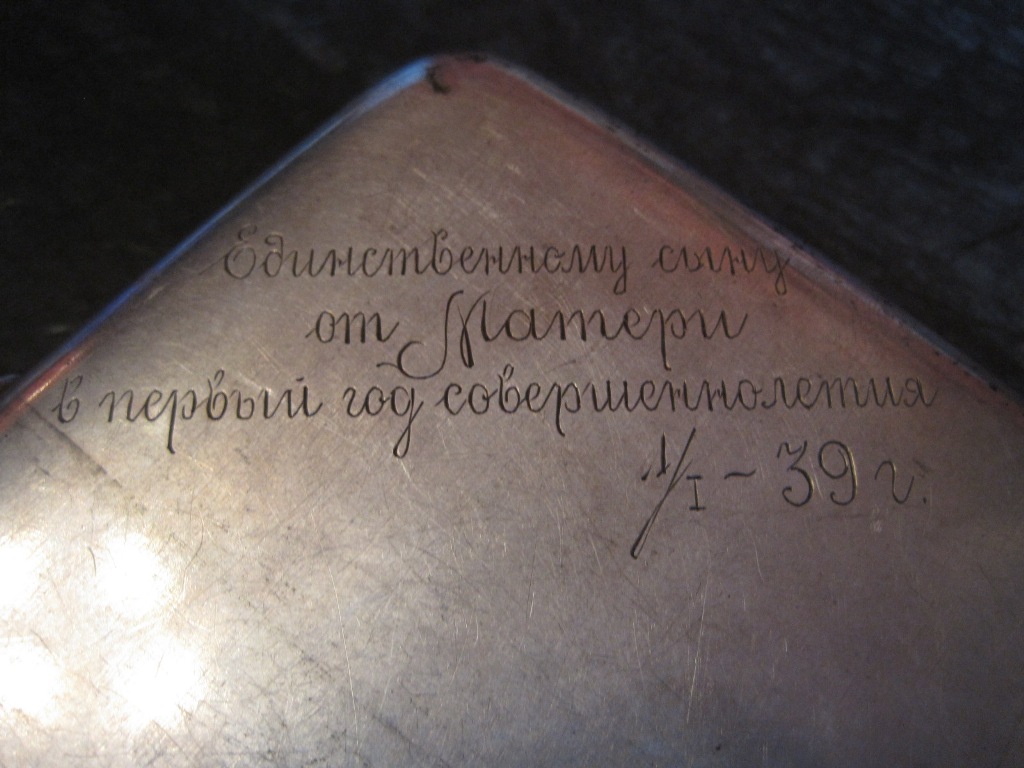 Единственному сыну
от Матери
в первый год совершеннолетия
1/I - 39 г.